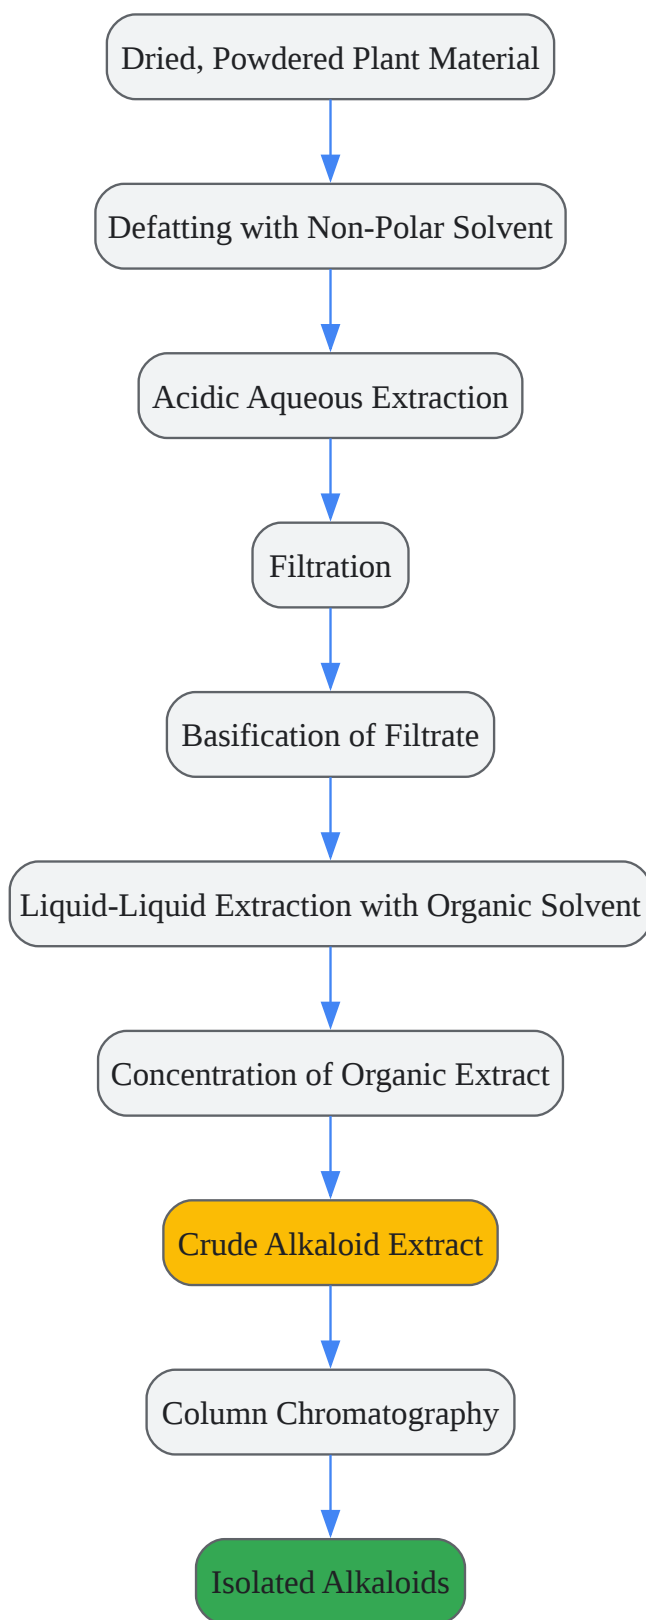 Dried, Powdered Plant Material
Defatting with Non-Polar Solvent
Acidic Aqueous Extraction
Filtration
Basification of Filtrate
Liquid-Liquid Extraction with Organic Solvent
Concentration of Organic Extract
Crude Alkaloid Extract
Column Chromatography
Isolated Alkaloids